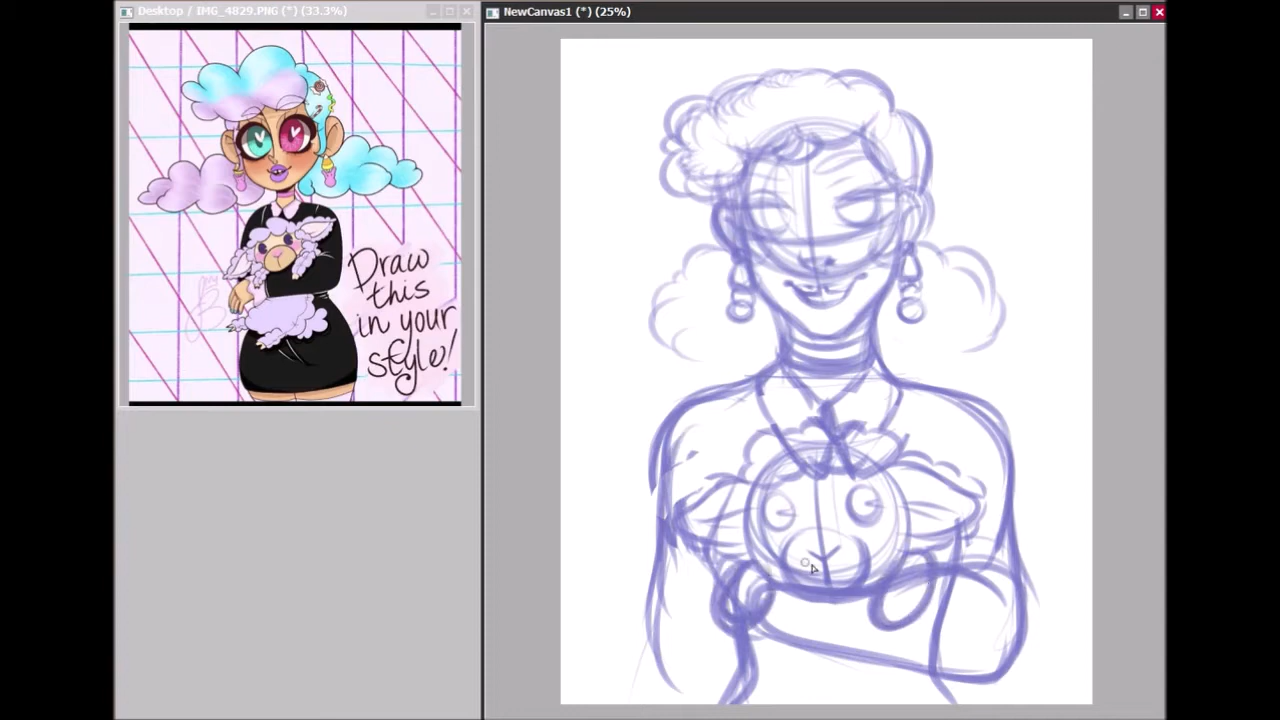 Desktop / IMG_4829.PNG (*) (33.3%)
NewCanvas1 (*) (25%)
Draw
this
in your
style!